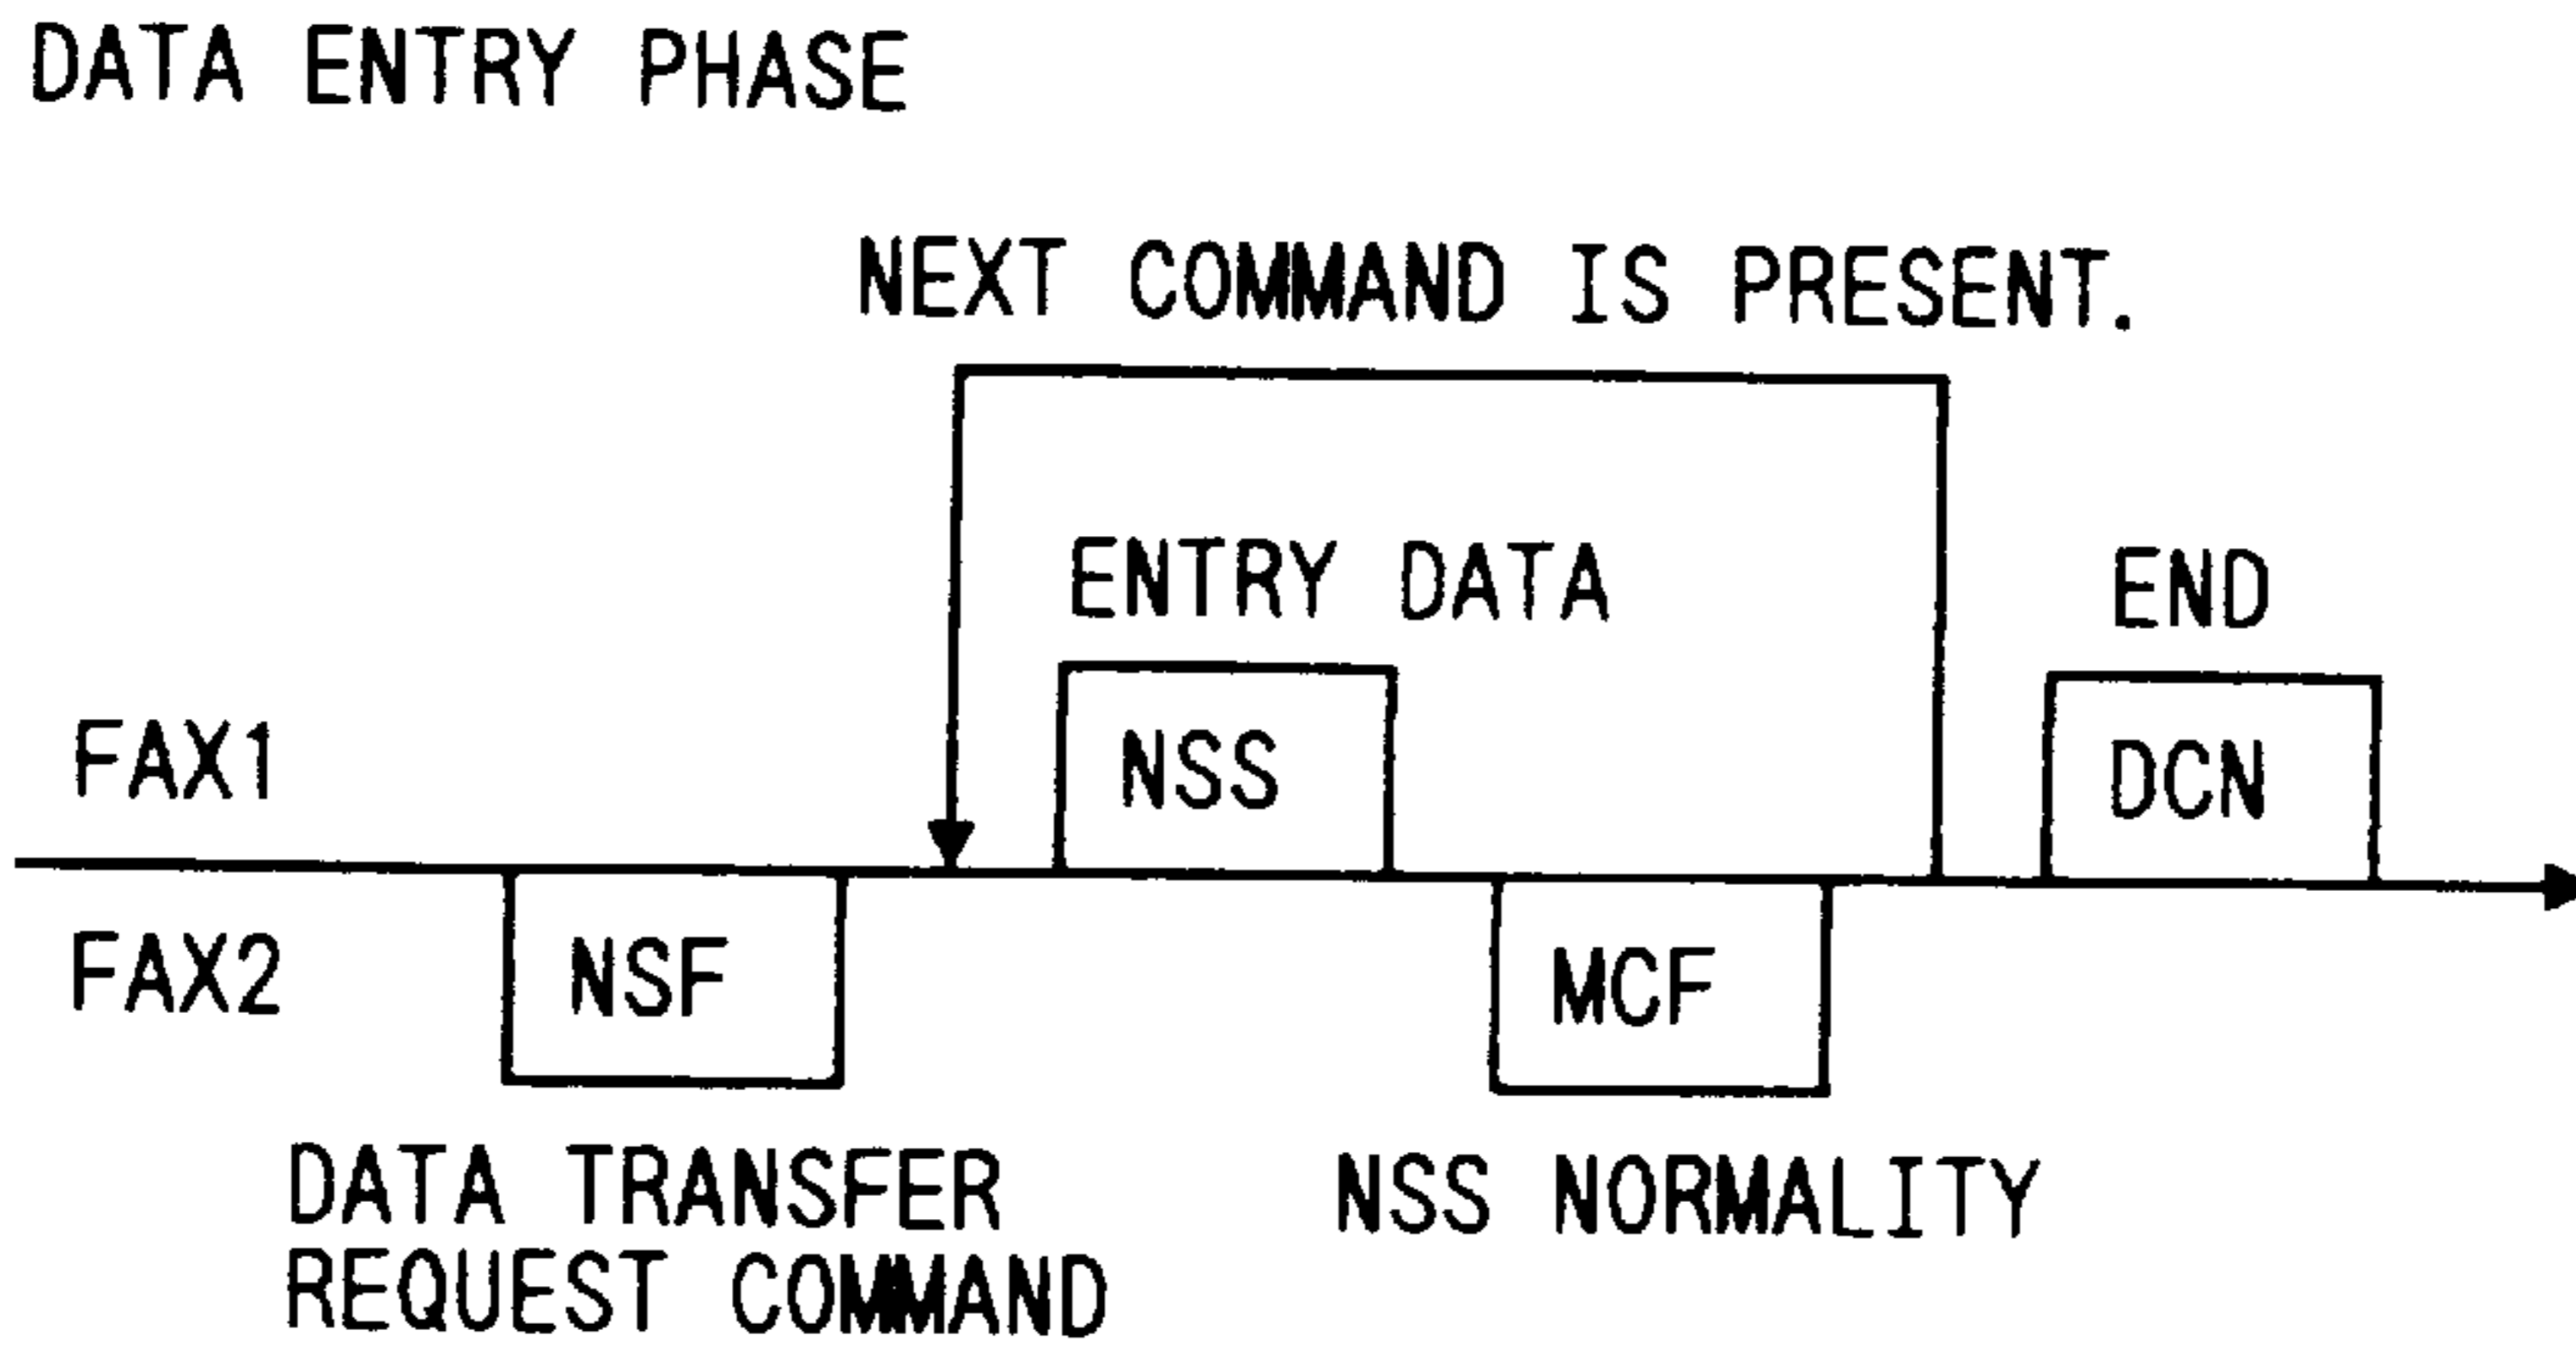 DATA ENTRY PHASE
NEXT COMMAND IS PRESENT.
ENTRY DATA
END
FAX1
NSS
DCN
FAX2
NSF
MCF
DATA TRANSFER
REQUEST COMMAND
NSS NORMALITY